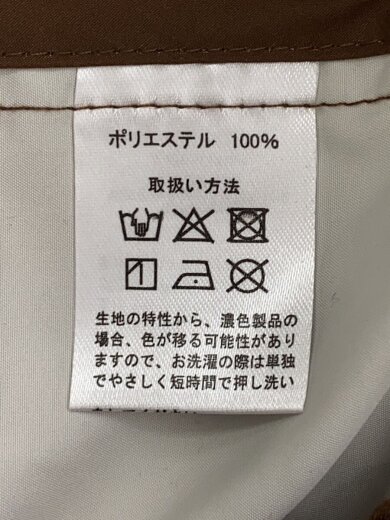 ポリエステル 100%
取扱い方法
生地の特性から、濃色製品の
場合、色が移る可能性があり
ますので、お洗濯の際は単独
でやさしく短時間で押し洗い